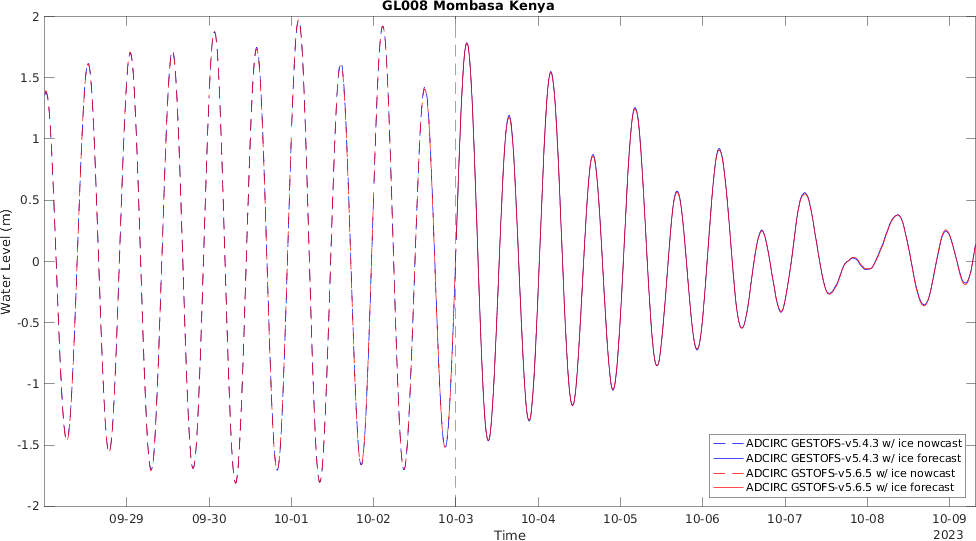 GL008 Mombasa Kenya
2
1.5
1
0.5
0
-0.5
-1
-1.5
-2
Water Level (m)
09-29 09-30 10-01 10-02 10-03 10-04 10-05 10-06 10-07 10-08 10-09
2023
Time
ADCIRC GESTOFS-v5.4.3 w/ ice nowcast
ADCIRC GESTOFS-v5.4.3 w/ ice forecast
ADCIRC GSTOFS-v5.6.5 w/ ice nowcast
ADCIRC GSTOFS-v5.6.5 w/ ice forecast